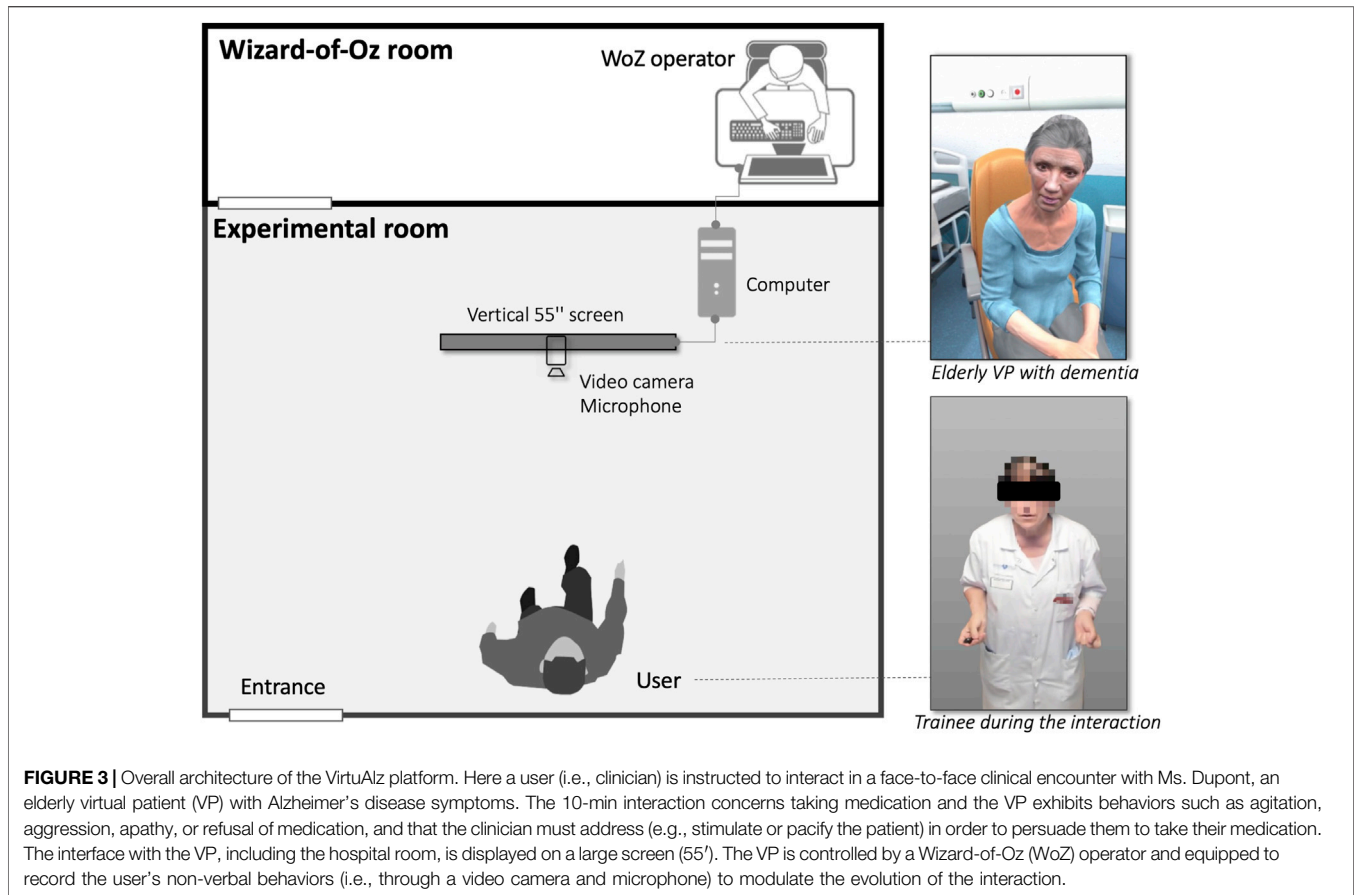 Wizard-of-Oz room
WoZ operator
Experimental room
Computer
Vertical 55'' screen
Video camera
Microphone
Elderly VP with dementia
User
Entrance
Trainee during the interaction
FIGURE 3 | Overall architecture of the VirtuAlz platform. Here a user (i.e., clinician) is instructed to interact in a face-to-face clinical encounter with Ms. Dupont, an
elderly virtual patient (VP) with Alzheimer's disease symptoms. The 10-min interaction concerns taking medication and the VP exhibits behaviors such as agitation,
aggression, apathy, or refusal of medication, and that the clinician must address (e.g., stimulate or pacify the patient) in order to persuade them to take their medication.
The interface with the VP, including the hospital room, is displayed on a large screen (55′). The VP is controlled by a Wizard-of-Oz (WoZ) operator and equipped to
record the user's non-verbal behaviors (i.e., through a video camera and microphone) to modulate the evolution of the interaction.